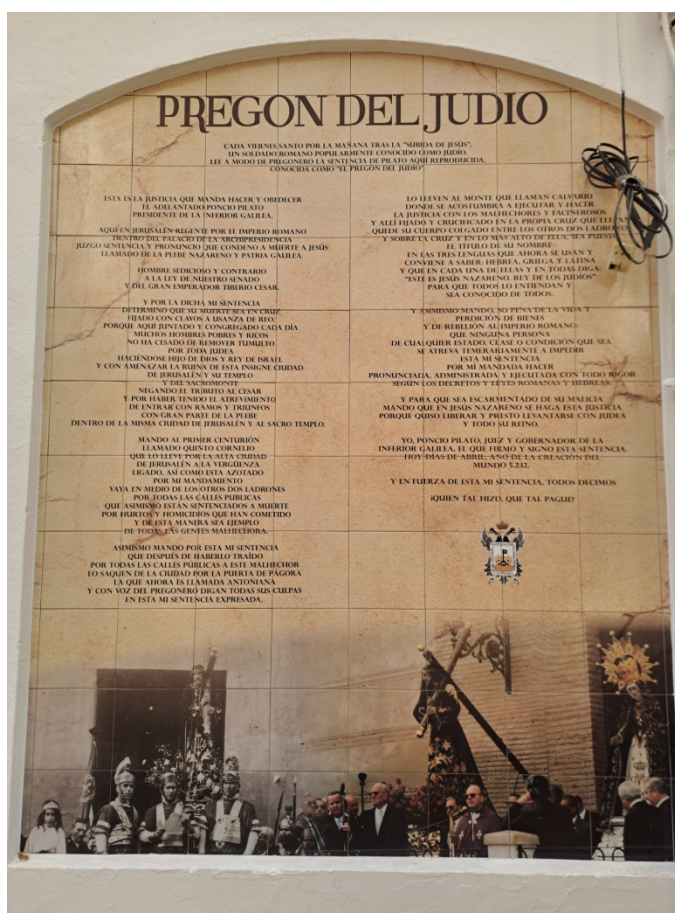 PREGON DEL JUDIO
CADA VIERNES SANTO POR LA MAÑANA TRAS LA "SUBIDA DE JESÚS",
UN SOLDADO ROMANO POPULARMENTE CONOCIDO COMO JUDÍO,
LEE A MODO DE PREGONERO LA SENTENCIA DE PILATO AQUÍ REPRODUCIDA,
CONOCIDA COMO "EL PREGÓN DEL JUDÍO".
ESTA ES LA JUSTICIA QUE MANDA HACER Y OBEDECER
EL ADELANTADO PONCIO PILATO
PRESIDENTE DE LA INFERIOR GALILEA.
AQUÍ EN JERUSALÉN REGENTE POR EL IMPERIO ROMANO
DENTRO DEL PALACIO DE LA ARCHIPRESIDENCIA
JUZGO SENTENCIA Y PRONUNCIO QUE CONDENO A MUERTE A JESÚS
LLAMADO DE LA PLEBE NAZARENO Y PATRIA GALILEA.
HOMBRE SEDICIOSO Y CONTRARIO
A LA LEY DE NUESTRO SENADO
Y DEL GRAN EMPERADOR TIBERIO CESAR.
Y POR LA DICHA MI SENTENCIA
DETERMINO QUE SU MUERTE SEA EN CRUZ
FIJADO CON CLAVOS A USANZA DE REO.
PORQUE AQUÍ JUNTADO Y CONGREGADO CADA DÍA
MUCHOS HOMBRES POBRES Y RICOS
NO HA CESADO DE REMOVER TUMULTO
POR TODA JUDEA
HACIÉNDOSE HIJO DE DIOS Y REY DE ISRAEL
Y CON AMENAZAR LA RUINA DE ESTA INSIGNE CIUDAD
DE JERUSALÉN Y SU TEMPLO
Y DEL SACROMONTE
NEGANDO EL TRIBUTO AL CESAR
Y POR HABER TENIDO EL ATREVIMIENTO
DE ENTRAR CON RAMOS Y TRIUNFOS
CON GRAN PARTE DE LA PLEBE
DENTRO DE LA MISMA CIUDAD DE JERUSALÉN Y AL SACRO TEMPLO.
MANDO AL PRIMER CENTURIÓN
LLAMADO QUINTO CORNELIO
QUE LO LLEVE POR LA ALTA CIUDAD
DE JERUSALÉN A LA VERGÜENZA
LIGADO, ASÍ COMO ESTA AZOTADO
POR MI MANDAMIENTO
VAYA EN MEDIO DE LOS OTROS DOS LADRONES
POR TODAS LAS CALLES PUBLICAS
QUE ASIMISMO ESTÁN SENTENCIADOS A MUERTE
POR HURTOS Y HOMICIDIOS QUE HAN COMETIDO
Y DE ESTA MANERA SEA EJEMPLO
DE TODAS LAS GENTES MALHECHORA.
ASIMISMO MANDO POR ESTA MI SENTENCIA
QUE DESPUÉS DE HABERLO TRAÍDO
POR TODAS LAS CALLES PÚBLICAS A ESTE MALHECHOR
LO SAQUEN DE LA CIUDAD POR LA PUERTA DE PÁGORA
LA QUE AHORA ES LLAMADA ANTONIANA
Y CON VOZ DEL PREGONERO DIGAN TODAS SUS CULPAS
EN ESTA MI SENTENCIA EXPRESADA.
LO LLEVEN AL MONTE QUE LLAMAN CALVARIO
DONDE SE ACOSTUMBRA A EJECUTAR Y HACER
LA JUSTICIA CON LOS MALHECHORES Y FACINEROSOS
Y ALLÍ FIJADO Y CRUCIFICADO EN LA PROPIA CRUZ QUE
QUEDE SU CUERPO COLGADO ENTRE LOS OTROS DOS LADRONES
Y SOBRE LA CRUZ Y EN LO MÁS ALTO DE ELLA, SEA PUESTO
EL TÍTULO DE SU NOMBRE
EN LAS TRES LENGUAS QUE AHORA SE USAN Y
CONVIENE A SABER: HEBREA, GRIEGA Y LATINA
Y QUE EN CADA UNA DE ELLAS Y EN TODAS DIGA:
"ESTE ES JESÚS NAZARENO, REY DE LOS JUDÍOS"
PARA QUE TODOS LO ENTIENDAN Y
SEA CONOCIDO DE TODOS.
Y ASIMISMO MANDO, SO PENA DE LA VIDA Y
PERDICIÓN DE BIENES
Y DE REBELIÓN AL IMPERIO ROMANO:
QUE NINGUNA PERSONA
DE CUALQUIER ESTADO, CLASE O CONDICIÓN QUE SEA
SE ATREVA TEMERARIAMENTE A IMPEDIR
ESTA MI SENTENCIA
POR MÍ MANDADA HACER
PRONUNCIADA, ADMINISTRADA Y EJECUTADA CON TODO RIGOR
SEGÚN LOS DECRETOS Y LEYES ROMANAS Y HEBREAS.
Y PARA QUE SEA ESCARMENTADO DE SU MALICIA
MANDO QUE EN JESÚS NAZARENO SE HAGA ESTA JUSTICIA
PORQUE QUISO LIBERAR Y PRESTO LEVANTARSE CON JUDEA
Y TODO SU REINO.
YO, PONCIO PILATO, JUEZ Y GOBERNADOR DE LA
INFERIOR GALILEA, EL QUE FIRMO Y SIGNO ESTA SENTENCIA.
HOY DÍAS DE ABRIL, AÑO DE LA CREACIÓN DEL
MUNDO 5.232.
Y EN FUERZA DE ESTA MI SENTENCIA, TODOS DECIMOS
¡QUIEN TAL HIZO, QUE TAL PAGUE!